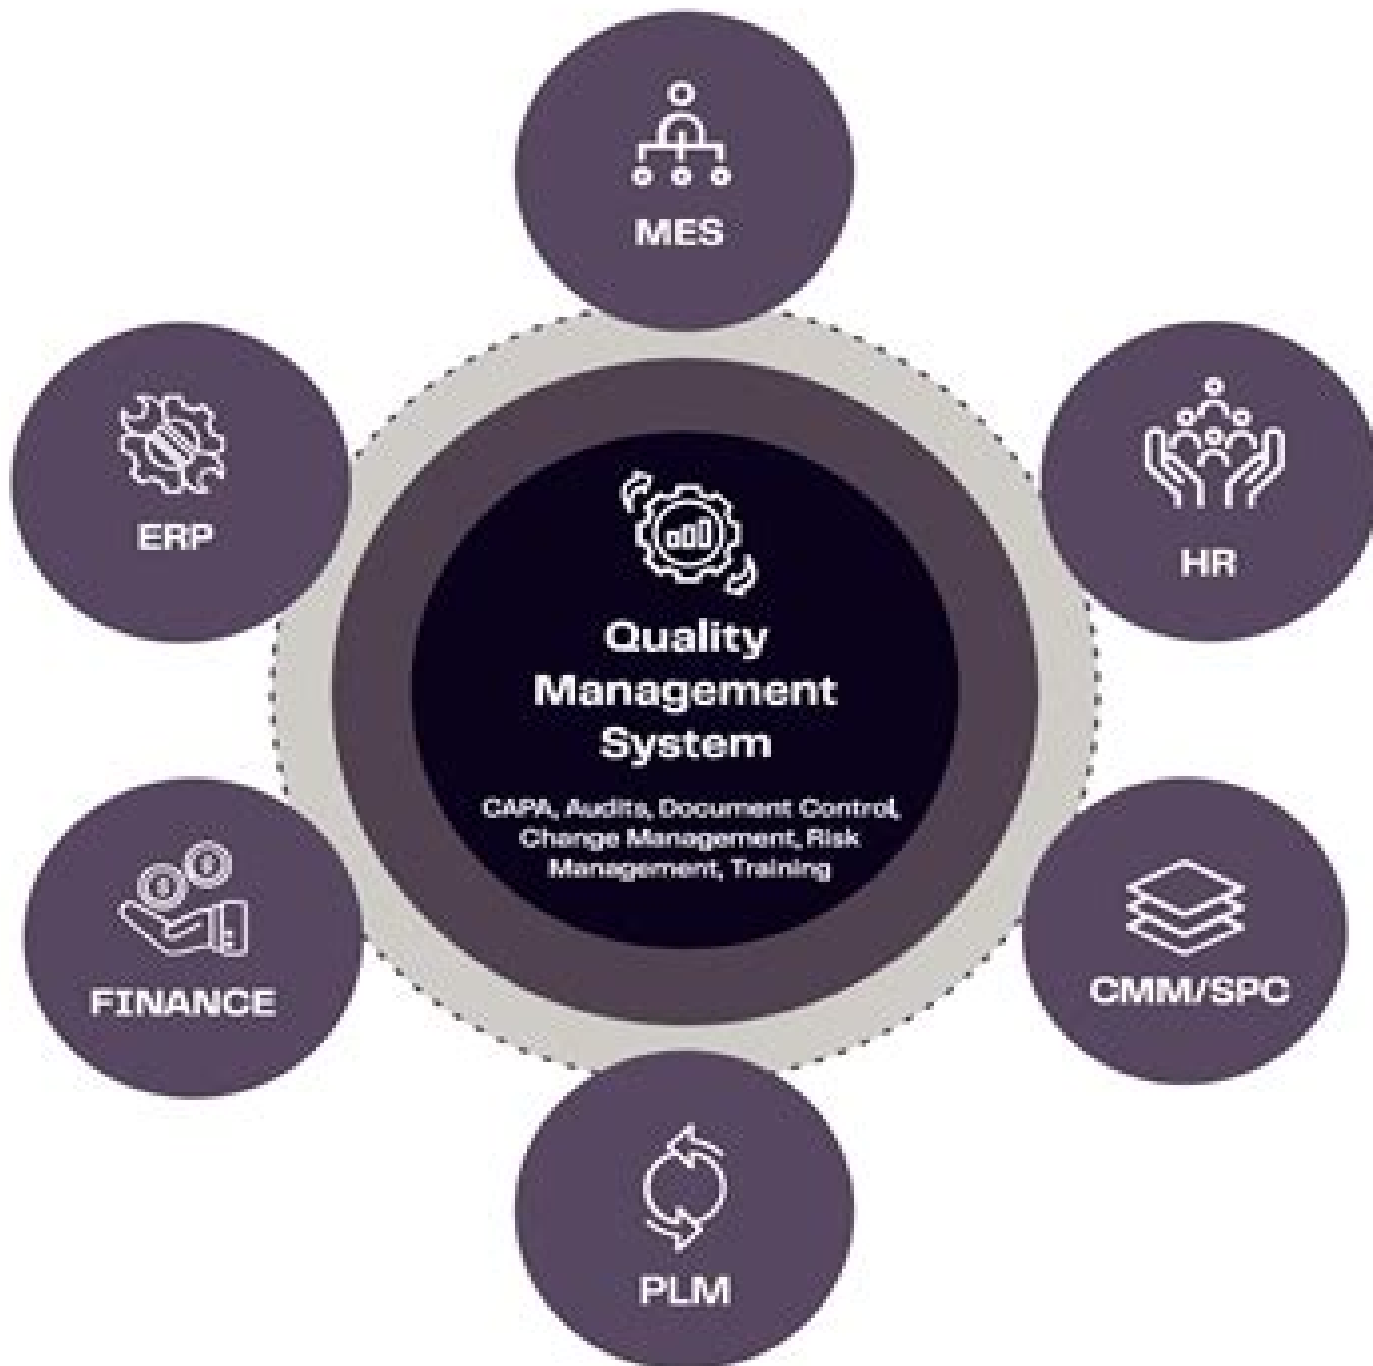 MES
ERP
HR
Quality
Management
System
CAPA, Audits, Document Control,
Change Management, Risk
Management, Training
FINANCE
CMM/SPC
PLM